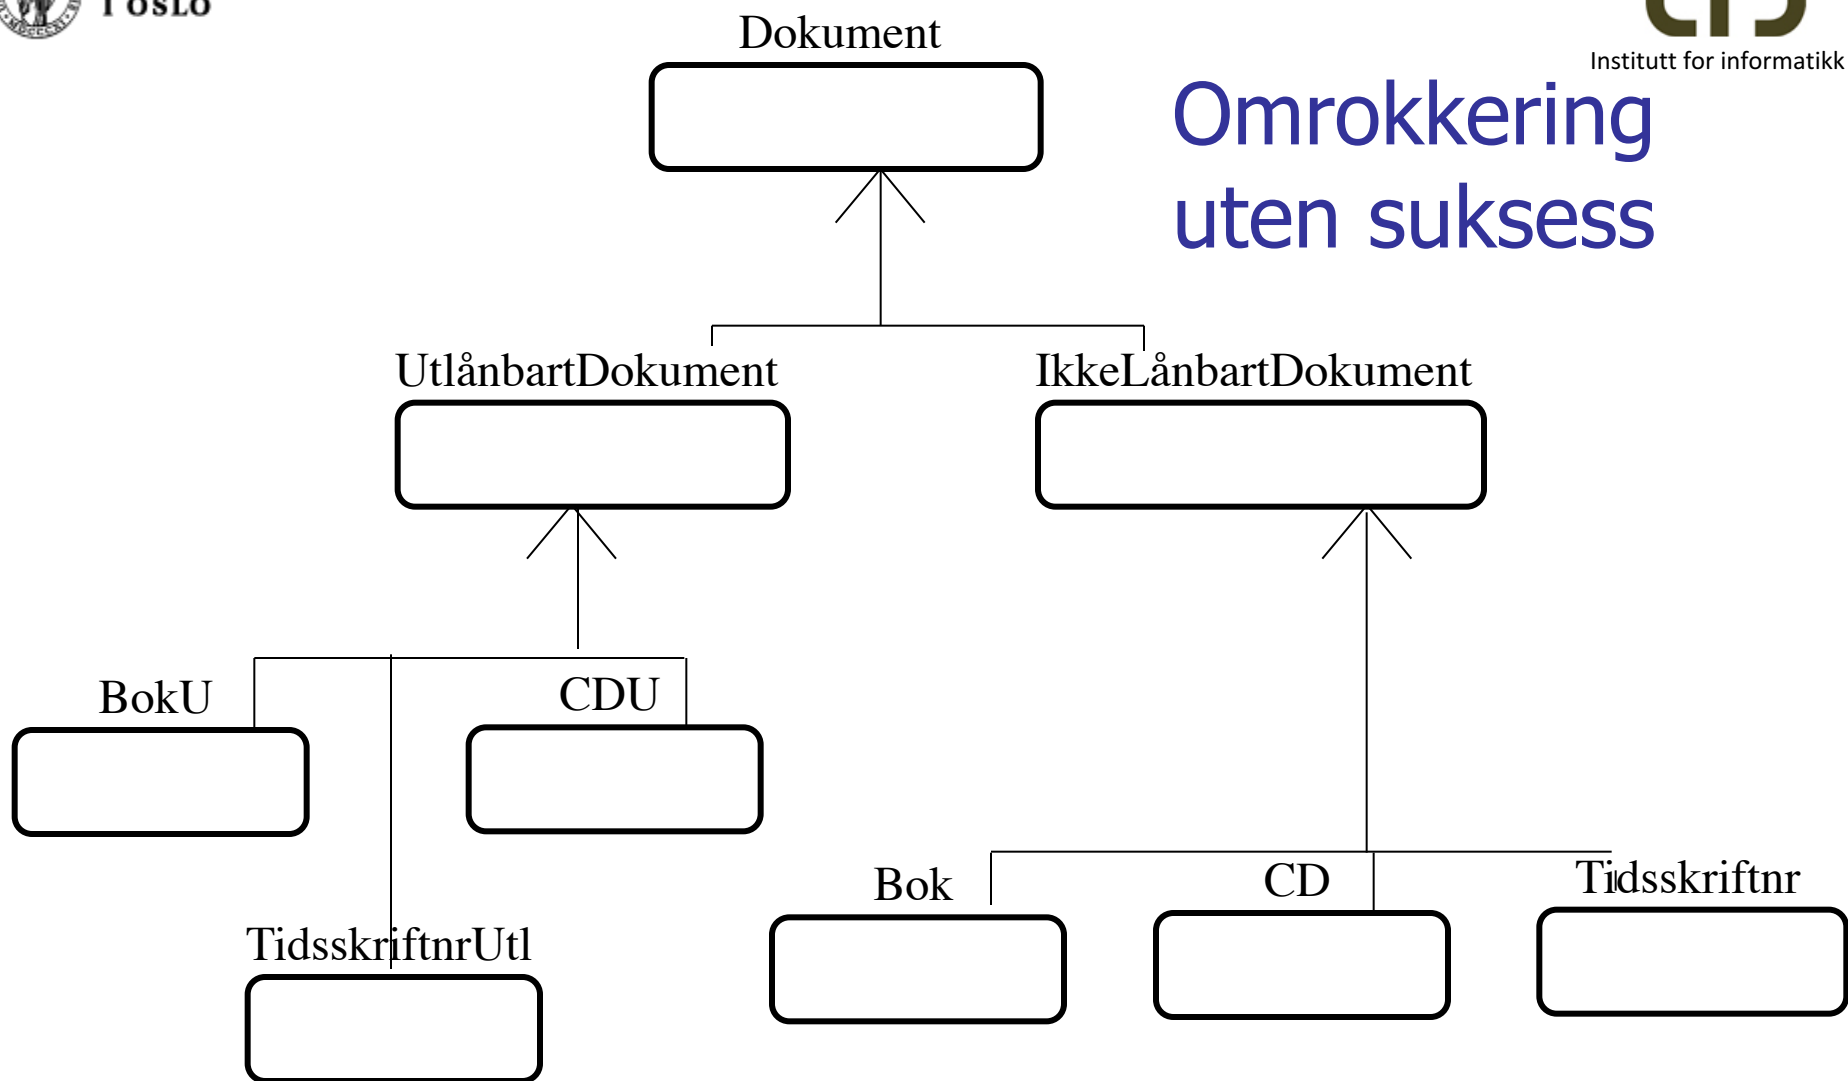 I OSLO
Dokument
Institutt for informatikk
Omrokkering
uten suksess
UtlånbartDokument
IkkeLånbartDokument
BokU
CDU
Bok
CD
Tidsskriftnr
TidsskriftnrUtl